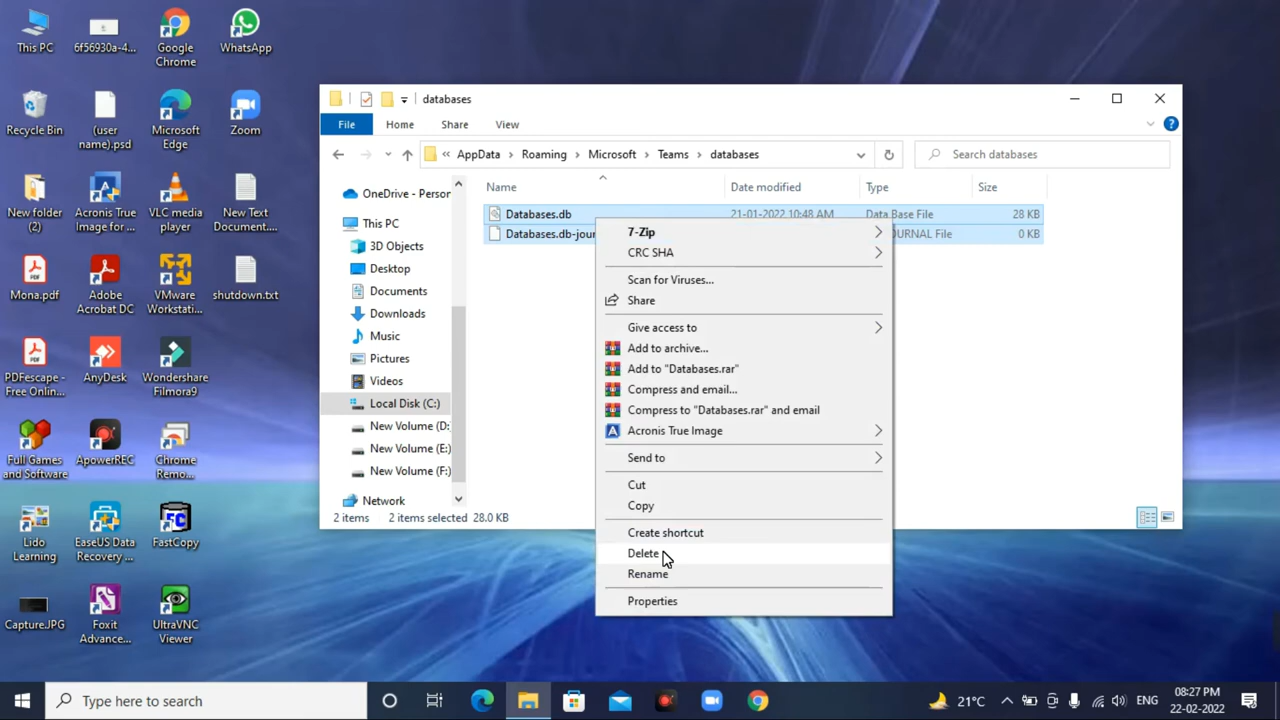 This PC
6f56930a-4...
Google
Chrome
WhatsApp
Recycle Bin
(user
name).psd
Microsoft
Edge
Zoom
New folder
(2)
Acronis True
Image for ...
VLC media
player
New Text
Document....
Mona.pdf
Adobe
Acrobat DC
VMware
Workstati...
shutdown.txt
PDFescape -
Free Onlin...
AnyDesk
Wondershare
Filmora9
Full Games
and Software
ApowerREC
Chrome
Remo...
Lido
Learning
EaseUS Data
Recovery ...
FastCopy
Capture.JPG
Foxit
Advance...
UltraVNC
Viewer
databases
File
Home
Share
View
« AppData > Roaming > Microsoft > Teams > databases
Search databases
OneDrive - Person
This PC
3D Objects
Desktop
Documents
Downloads
Music
Pictures
Videos
Local Disk (C:)
New Volume (D:
New Volume (E:)
New Volume (F:)
Network
Name
Date modified
Type
Size
Databases.db
21-01-2022 10:48 AM
Data Base File
28 KB
Databases.db-jour
OURNAL File
0 KB
7-Zip
CRC SHA
Scan for Viruses...
Share
Give access to
Add to archive...
Add to "Databases.rar"
Compress and email...
Compress to "Databases.rar" and email
Acronis True Image
Send to
Cut
Copy
Create shortcut
Delete
Rename
Properties
2 items
2 items selected 28.0 KB
Type here to search
21°C
ENG
08:27 PM
22-02-2022